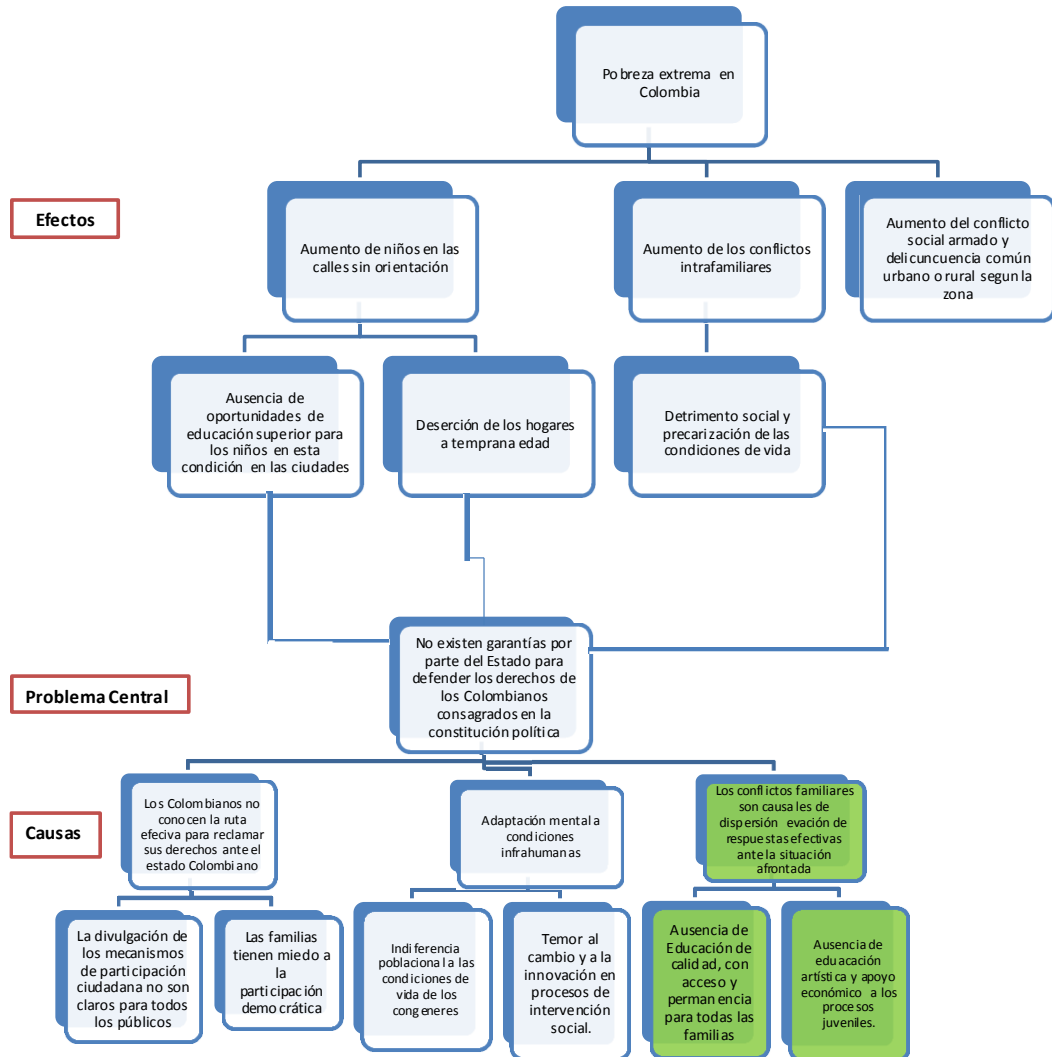 Pobreza extrema en
Colombia
Efectos
Aumento de niños en las
calles sin orientación
Aumento de los conflictos
intrafamiliares
Aumento del conflicto
social armado y
delicuncuencia común
urbano o rural segun la
zona
Ausencia de
oportunidades de
educación superior para
los niños en esta
condición en las ciudades
Deserción de los hogares
a temprana edad
Detrimento social y
precarización de las
condiciones de vida
Problema Central
No existen garantías por
parte del Estado para
defender los derechos de
los Colombianos
consagrados en la
constitución política
Causas
Los Colombianos no
conocen la ruta
efeciva para reclamar
sus derechos ante el
estado Colombiano
Adaptación mental a
condiciones
infrahumanas
Los conflictos familiares
son causales de
dispersión evación de
respuestas efectivas
ante la situación
afrontada
La divulgación de
los mecanismos
de participación
ciudadana no son
claros para todos
los públicos
Las familias
tienen miedo a
la
participación
democrática
Indiferencia
poblacional a las
condiciones de
vida de los
congeneres
Temor al
cambio y a la
innovación en
procesos de
intervención
social.
Ausencia de
Educación de
calidad, con
acceso y
permanencia
para todas las
familias
Ausencia de
eduacación
artística y apoyo
económico a los
procesos
juveniles.